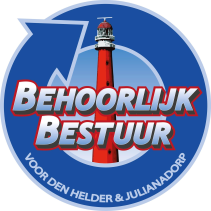 BEHOORLIJK
BESTUUR
VOOR DEN HELDER & JULIANADORP